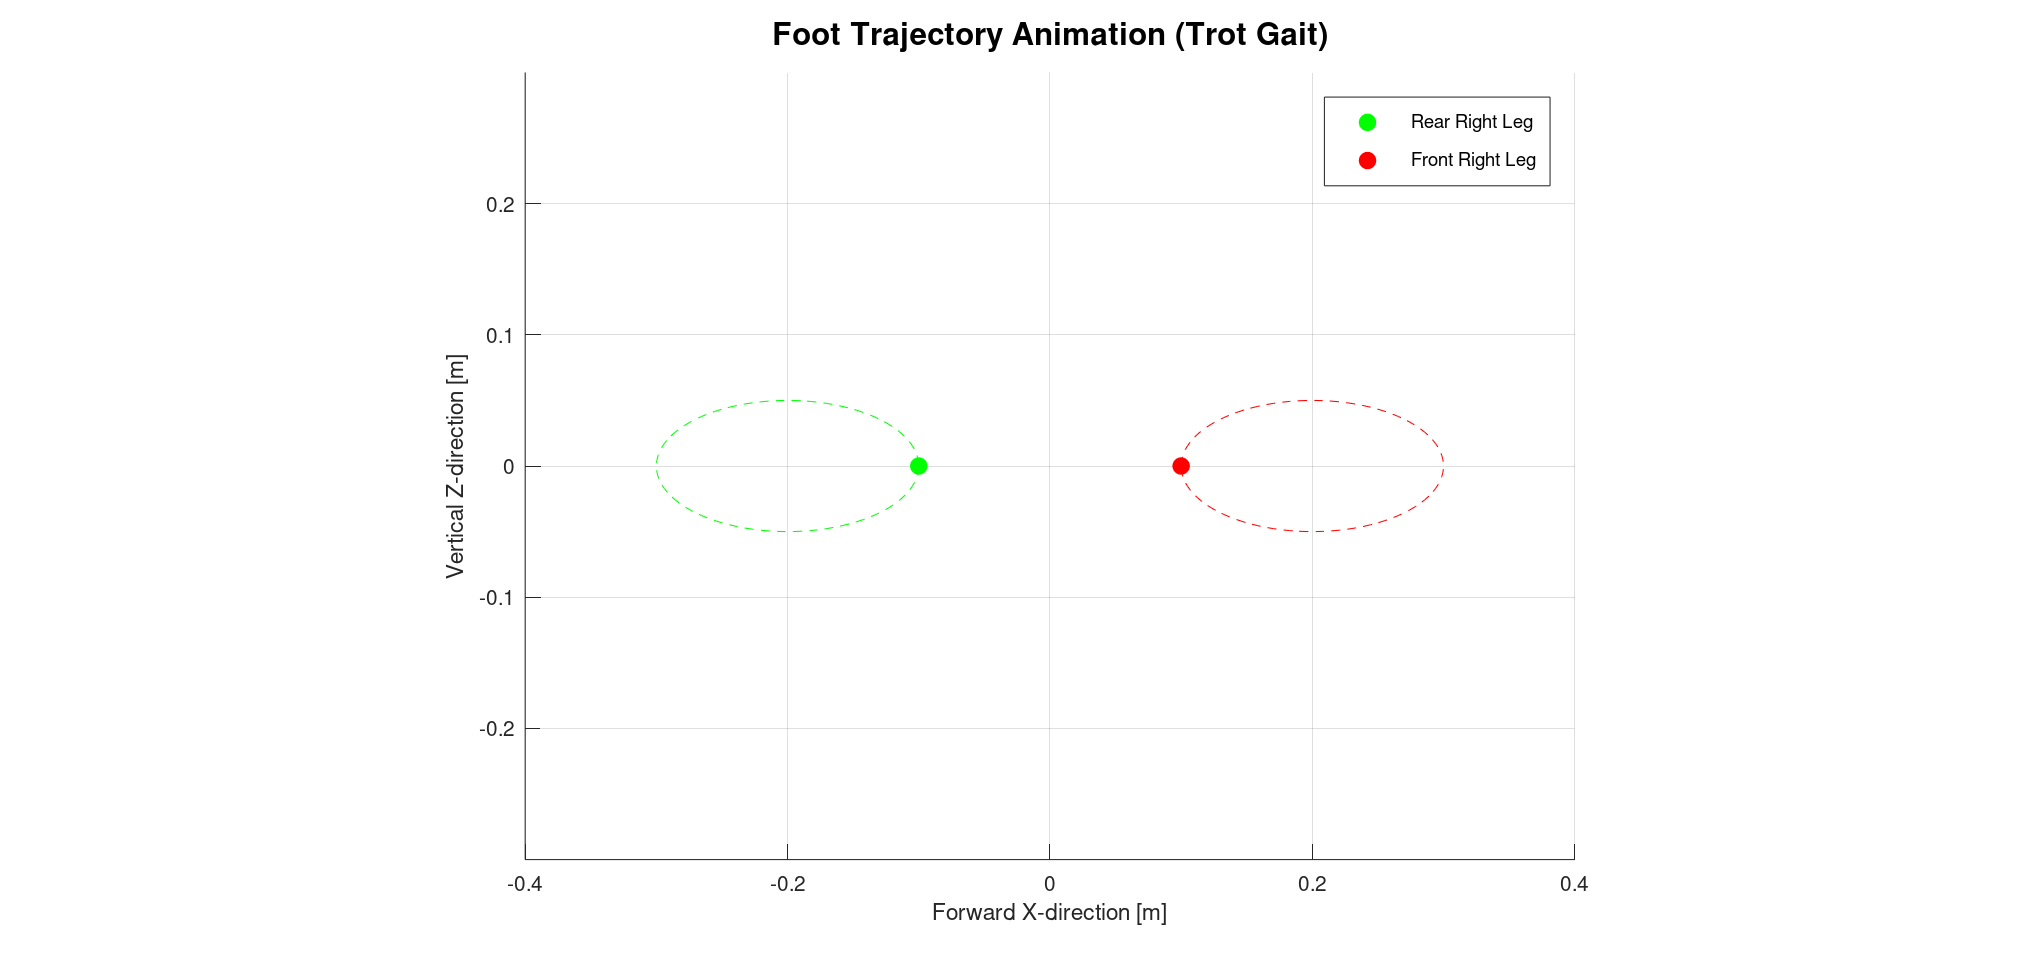 Foot Trajectory Animation (Trot Gait)
Rear Right Leg
Front Right Leg
0.2
0.1
0
-0.1
-0.2
Vertical Z-direction [m]
-0.4
-0.2
0
0.2
0.4
Forward X-direction [m]